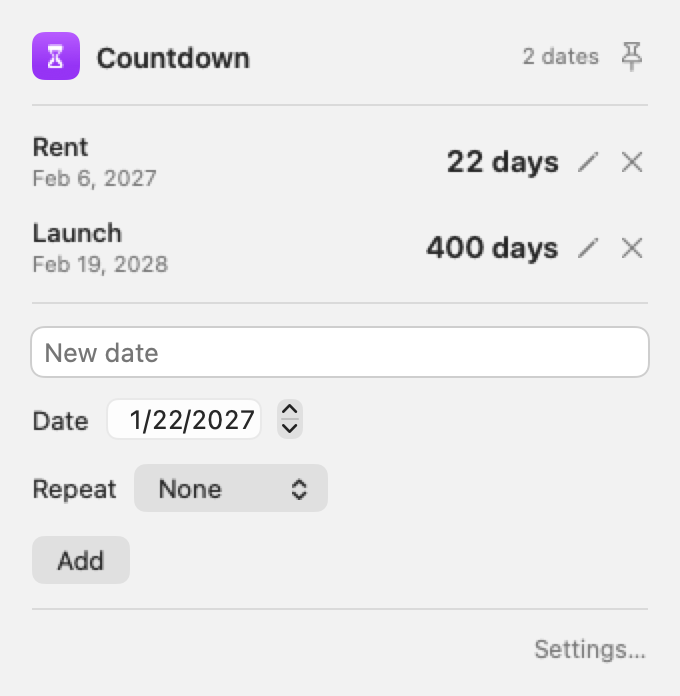 Countdown
2 dates
Rent
22 days
Feb 6, 2027
Launch
400 days
Feb 19, 2028
New date
Date 1/22/2027
Repeat None
Add
Settings...